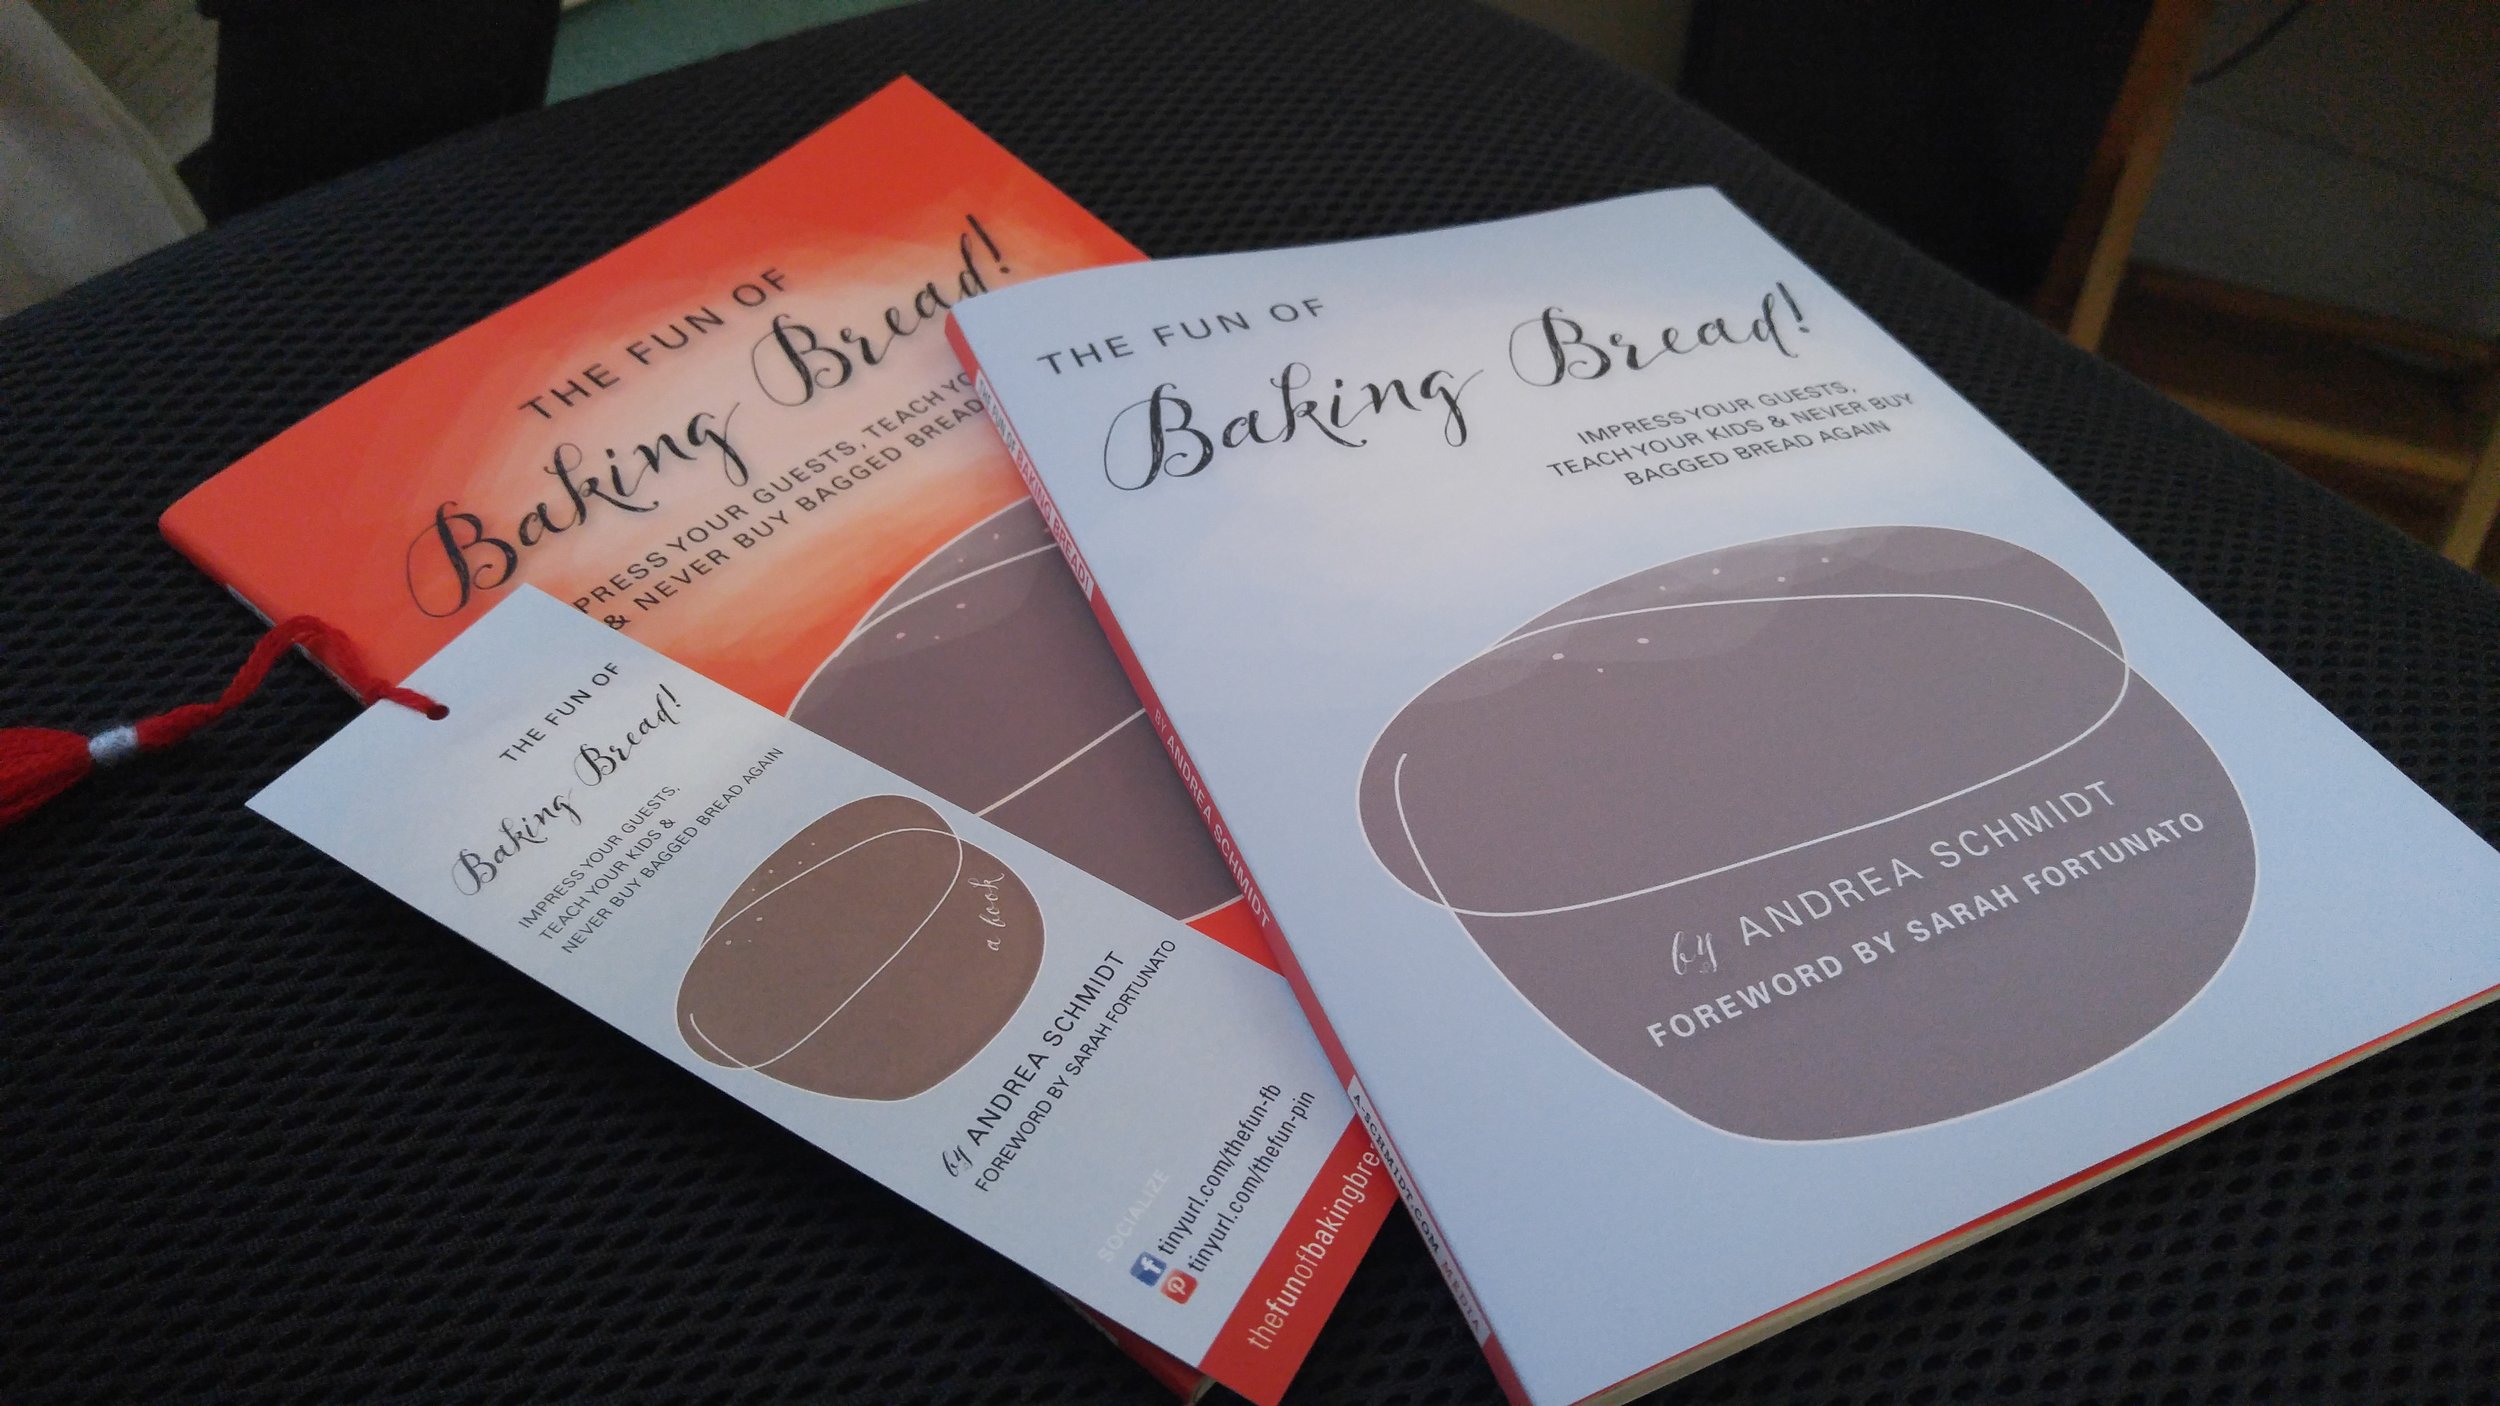 THE FUN OF
Baking Bread!
PRESS YOUR GUESTS, TEACH YO
& NEVER BUY BAGGED BREAD
THE FUN OF
Baking Bread!
IMPRESS YOUR GUESTS,
TEACH YOUR KIDS & NEVER BUY
BAGGED BREAD AGAIN
by ANDREA SCHMIDT
FOREWORD BY SARAH FORTUNATO
THE FUN OF BAKING BREAD!
BY ANDREA SCHMIDT
A-SCHMIDT.COM MEDIA
THE FUN OF
Baking Bread!
IMPRESS YOUR GUESTS,
TEACH YOUR KIDS &
NEVER BUY BAGGED BREAD AGAIN
a book
by ANDREA SCHMIDT
FOREWORD BY SARAH FORTUNATO
SOCIALIZE
tinyurl.com/thefun-fb
tinyurl.com/thefun-pin
thefunofbakingbre